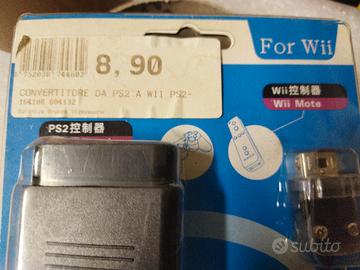 For Wii
8,90
CONVERTITORE DA PS2 A WII PS2-
Wii控制器
Wii Mote
PS2控制器
subito